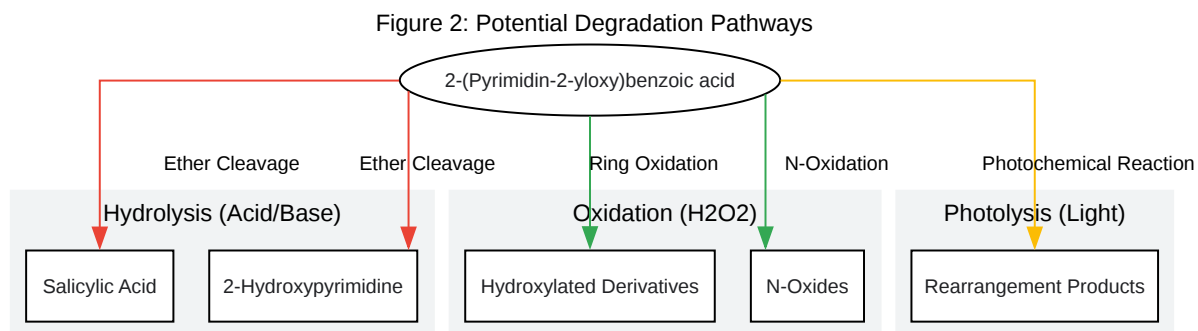 Figure 2: Potential Degradation Pathways
2-(Pyrimidin-2-yloxy)benzoic acid
Ether Cleavage
Ether Cleavage
Ring Oxidation
N-Oxidation
Photochemical Reaction
Hydrolysis (Acid/Base)
Oxidation (H2O2)
Photolysis (Light)
Salicylic Acid
2-Hydroxypyrimidine
Hydroxylated Derivatives
N-Oxides
Rearrangement Products